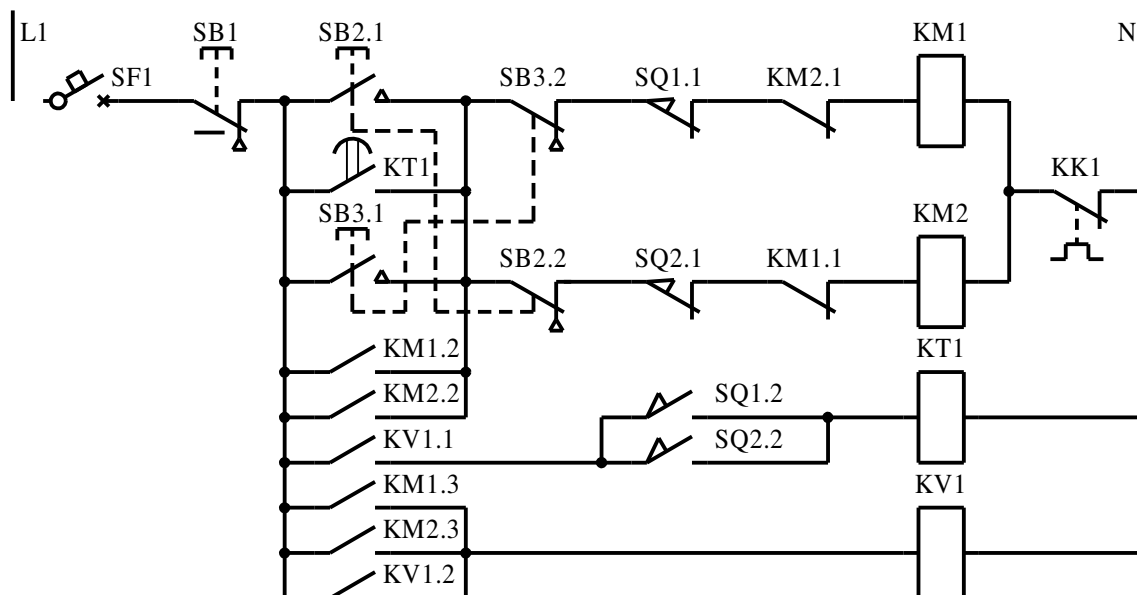 L1 SB1 SB2.1 KM1 N
SF1 SB3.2 SQ1.1 KM2.1
KT1 KK1
SB3.1 KM2
SB2.2 SQ2.1 KM1.1
KM1.2 KT1
KM2.2 SQ1.2
KV1.1 SQ2.2
KM1.3 KV1
KM2.3
KV1.2